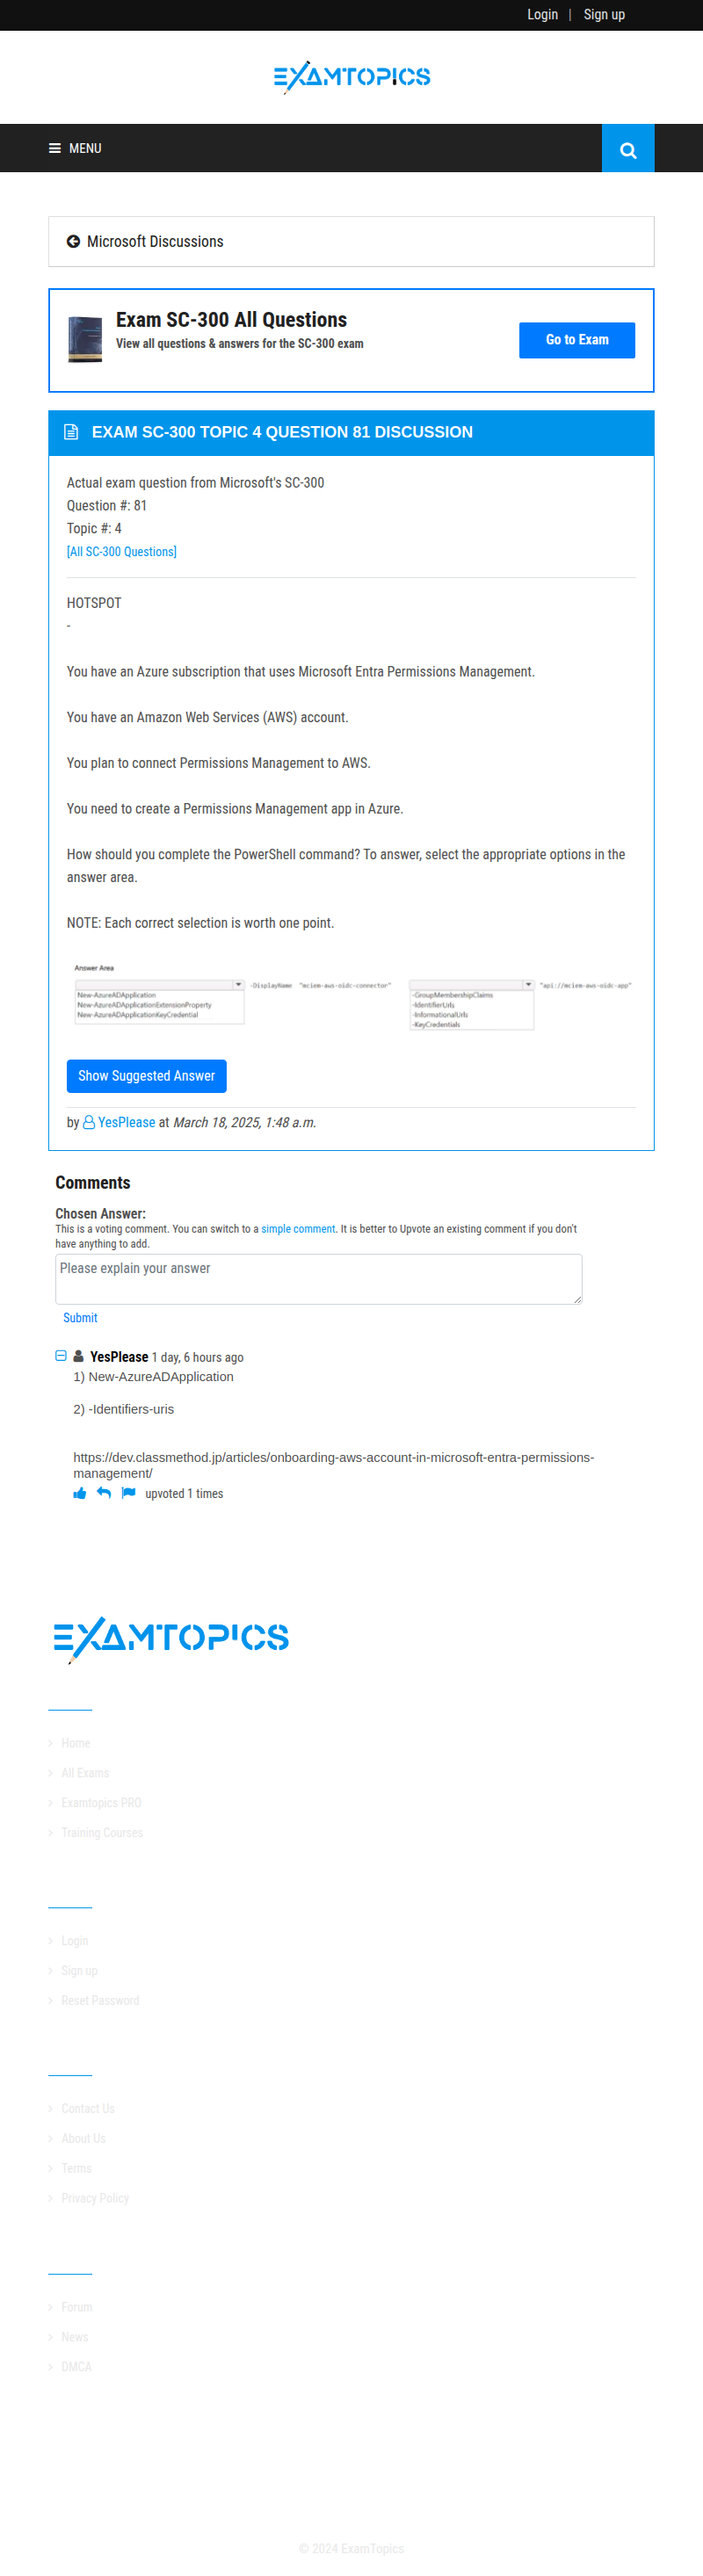 Login | Sign up
EXAMTOPICS
MENU
Microsoft Discussions
Exam SC-300 All Questions
View all questions & answers for the SC-300 exam
Go to Exam
EXAM SC-300 TOPIC 4 QUESTION 81 DISCUSSION
Actual exam question from Microsoft's SC-300
Question #: 81
Topic #: 4
[All SC-300 Questions]
HOTSPOT
-
You have an Azure subscription that uses Microsoft Entra Permissions Management.
You have an Amazon Web Services (AWS) account.
You plan to connect Permissions Management to AWS.
You need to create a Permissions Management app in Azure.
How should you complete the PowerShell command? To answer, select the appropriate options in the
answer area.
NOTE: Each correct selection is worth one point.
Answer Area
-DisplayName "mciem-aws-oidc-connector" "api://mciem-aws-oidc-app"
New-AzureADApplication
New-AzureADApplicationExtensionProperty
New-AzureADApplicationKeyCredential
-GroupMembershipClaims
-IdentifierUrls
-InformationalUrls
-KeyCredentials
Show Suggested Answer
by YesPlease at March 18, 2025, 1:48 a.m.
Comments
Chosen Answer:
This is a voting comment. You can switch to a simple comment. It is better to Upvote an existing comment if you don't
have anything to add.
Please explain your answer
Submit
YesPlease 1 day, 6 hours ago
1) New-AzureADApplication
2) -Identifiers-uris
https://dev.classmethod.jp/articles/onboarding-aws-account-in-microsoft-entra-permissions-
management/
upvoted 1 times
EXAMTOPICS
Home
All Exams
Examtopics PRO
Training Courses
Login
Sign up
Reset Password
Contact Us
About Us
Terms
Privacy Policy
Forum
News
DMCA
© 2024 ExamTopics